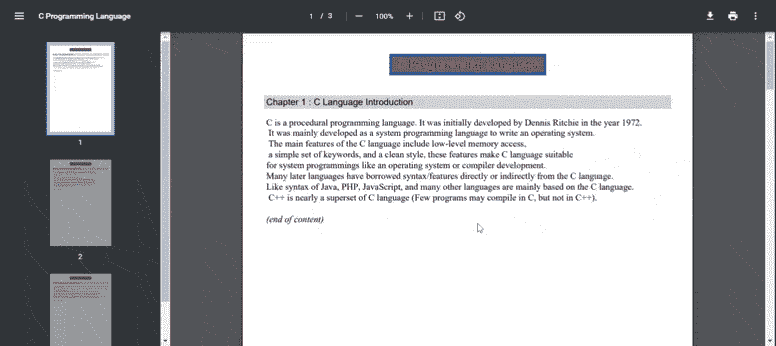 C Programming Language
1 / 3
100%
Chapter 1 : C Language Introduction
C is a procedural programming language. It was initially developed by Dennis Ritchie in the year 1972.
It was mainly developed as a system programming language to write an operating system.
The main features of the C language include low-level memory access,
a simple set of keywords, and a clean style, these features make C language suitable
for system programmings like an operating system or compiler development.
Many later languages have borrowed syntax/features directly or indirectly from the C language.
Like syntax of Java, PHP, JavaScript, and many other languages are mainly based on the C language.
C++ is nearly a superset of C language (Few programs may compile in C, but not in C++).
(end of content)
1
2